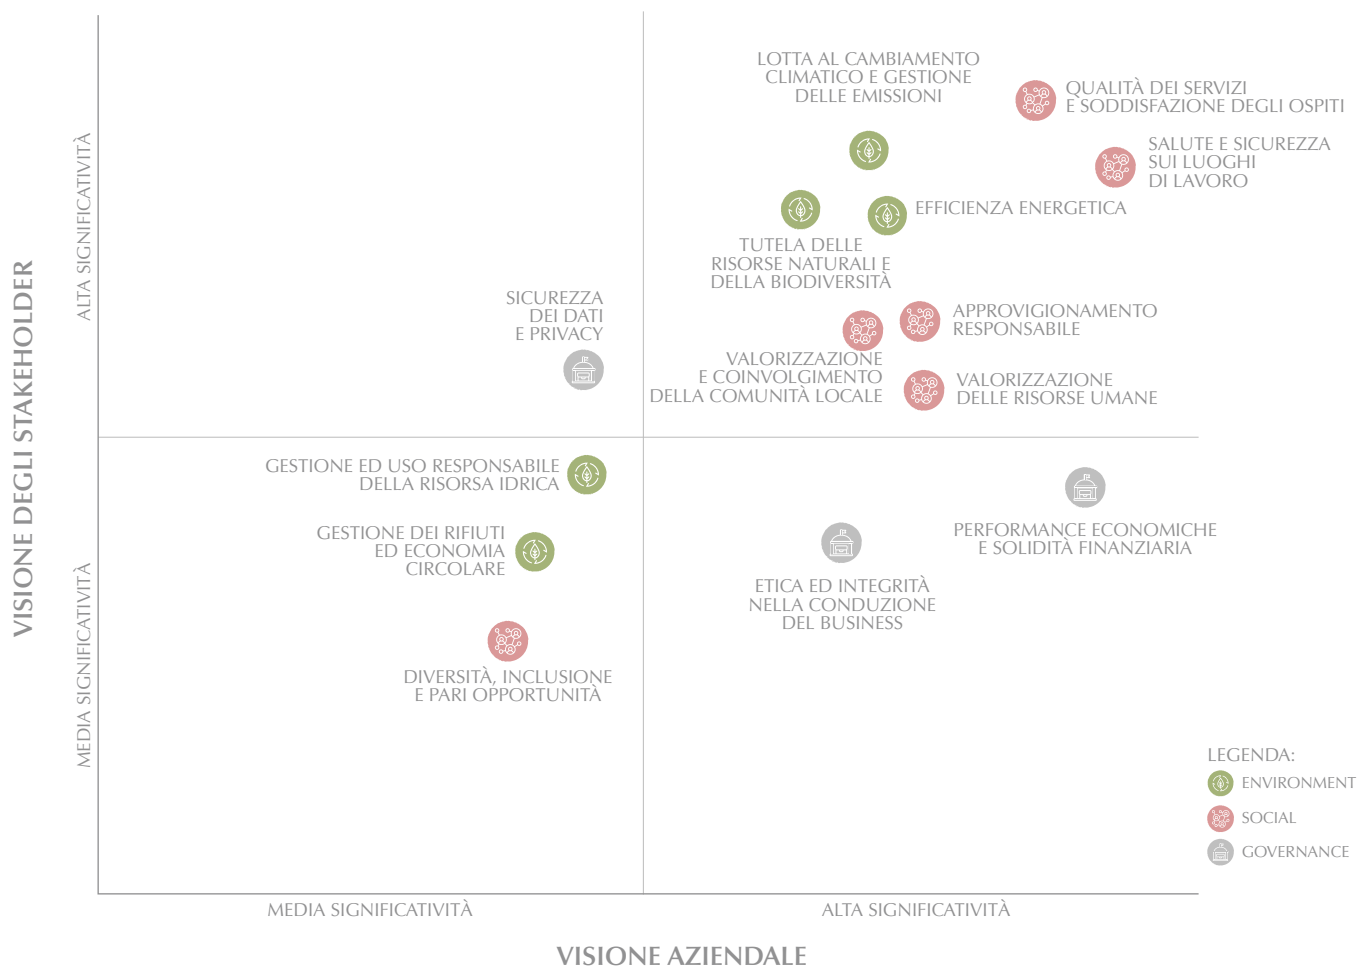 VISIONE DEGLI STAKEHOLDER
ALTA SIGNIFICATIVITÀ
MEDIA SIGNIFICATIVITÀ
LOTTA AL CAMBIAMENTO
CLIMATICO E GESTIONE
DELLE EMISSIONI
QUALITÀ DEI SERVIZI
E SODDISFAZIONE DEGLI OSPITI
SALUTE E SICUREZZA
SUI LUOGHI
DI LAVORO
EFFICIENZA ENERGETICA
TUTELA DELLE
RISORSE NATURALI E
DELLA BIODIVERSITÀ
SICUREZZA
DEI DATI
E PRIVACY
APPROVIGIONAMENTO
RESPONSABILE
VALORIZZAZIONE
E COINVOLGIMENTO
DELLA COMUNITÀ LOCALE
VALORIZZAZIONE
DELLE RISORSE UMANE
GESTIONE ED USO RESPONSABILE
DELLA RISORSA IDRICA
GESTIONE DEI RIFIUTI
ED ECONOMIA
CIRCOLARE
PERFORMANCE ECONOMICHE
E SOLIDITÀ FINANZIARIA
ETICA ED INTEGRITÀ
NELLA CONDUZIONE
DEL BUSINESS
DIVERSITÀ, INCLUSIONE
E PARI OPPORTUNITÀ
LEGENDA:
ENVIRONMENT
SOCIAL
GOVERNANCE
MEDIA SIGNIFICATIVITÀ
ALTA SIGNIFICATIVITÀ
VISIONE AZIENDALE